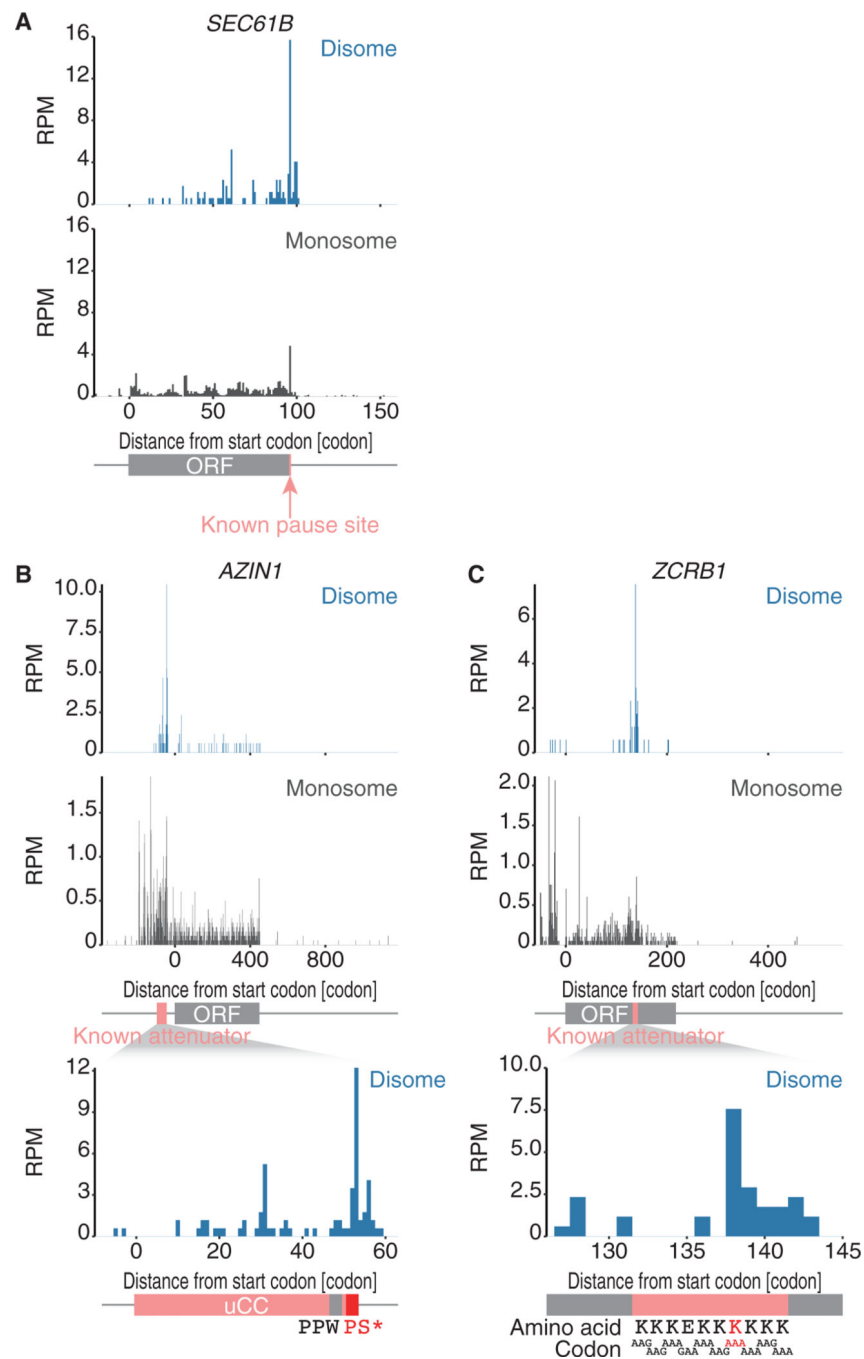 A
SEC61B
Disome
RPM
16
12
8
4
0
Monosome
RPM
16
12
8
4
0
0 50 100 150
Distance from start codon [codon]
ORF
Known pause site
B
AZIN1
Disome
RPM
10.0
7.5
5.0
2.5
0
Monosome
RPM
1.5
1.0
0.5
0
0 400 800
Distance from start codon [codon]
ORF
Known attenuator
Disome
RPM
12
9
6
3
0
0 20 40 60
Distance from start codon [codon]
uCC
PPWPS*
C
ZCRB1
Disome
RPM
6
4
2
0
Monosome
RPM
2.0
1.5
1.0
0.5
0
0 200 400
Distance from start codon [codon]
ORF
Known attenuator
Disome
RPM
10.0
7.5
5.0
2.5
0
130 135 140 145
Distance from start codon [codon]
Amino acid KKKEKKKKKK
Codon AAG AAA AAA AAA AAG
AAG GAA AAG AAA AAA